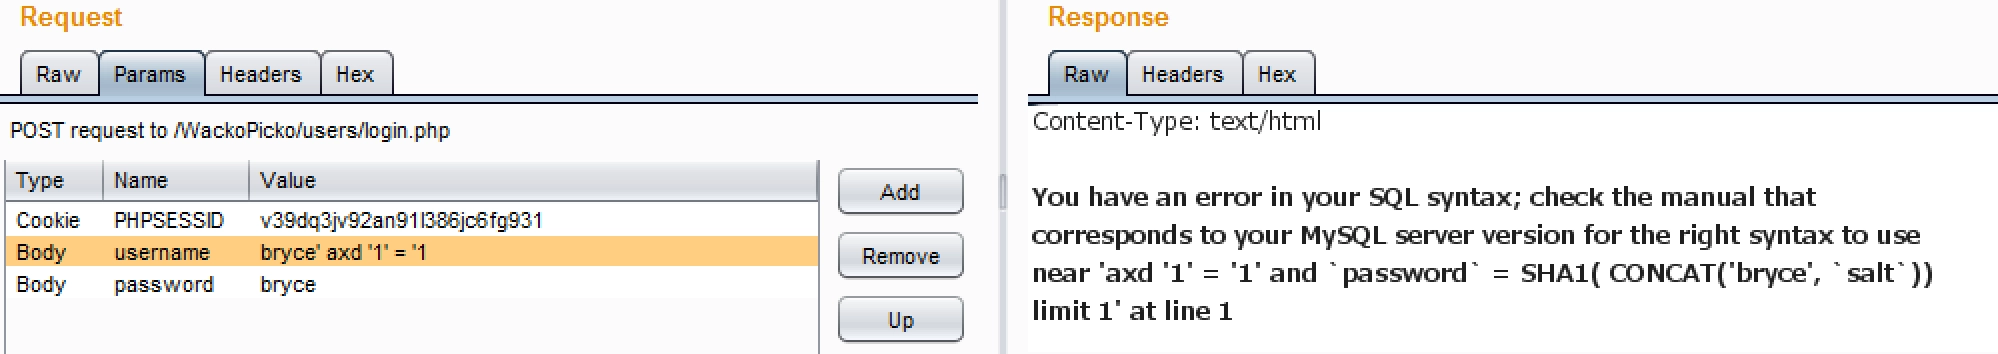 Request
Raw Params Headers Hex
POST request to /WackoPicko/users/login.php
Type Name Value
Cookie PHPSESSID v39dq3jv92an91l386jc6fg931
Body username bryce' axd '1' = '1
Body password bryce
Add
Remove
Up
Response
Raw Headers Hex
Content-Type: text/html
You have an error in your SQL syntax; check the manual that
corresponds to your MySQL server version for the right syntax to use
near 'axd '1' = '1' and `password` = SHA1( CONCAT('bryce', `salt`))
limit 1' at line 1